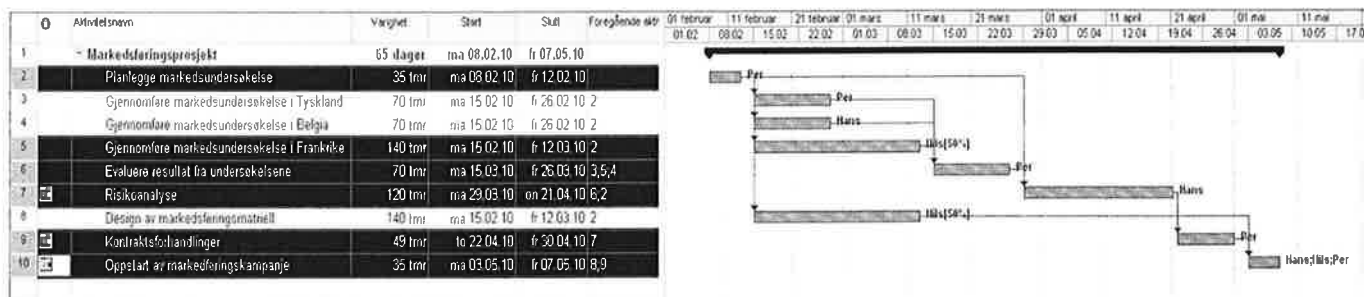 Aktivitetsnavn Varighet Start Slutt Foregående akt
1 - Markedsføringsprosjekt 65 dager ma 08.02.10 fr 07.05.10
2 Planlegge markedsundersøkelse 35 tmr ma 08.02.10 fr 12.02.10
3 Gjennomføre markedsundersøkelse i Tyskland 70 tmr ma 15.02.10 fr 26.02.10 2
4 Gjennomføre markedsundersøkelse i Belgia 70 tmr ma 15.02.10 fr 26.02.10 2
5 Gjennomføre markedsundersøkelse i Frankrike 140 tmr ma 15.02.10 fr 12.03.10 2
6 Evaluere resultat fra undersøkelsene 70 tmr ma 15.03.10 fr 26.03.10 3,5,4
7 Risikoanalyse 120 tmr ma 29.03.10 on 21.04.10 6,2
8 Design av markedsføringsmatriell 140 tmr ma 15.02.10 fr 12.03.10 2
9 Kontraktsforhandlinger 49 tmr to 22.04.10 fr 30.04.10 7
10 Oppstart av markedføringskampanje 35 tmr ma 03.05.10 fr 07.05.10 8,9
01 februar 11 februar 21 februar 01 mars 11 mars 21 mars 01 april 11 april 21 april 01 mai 11 mai
01.02 08.02 15.02 22.02 01.03 08.03 15.03 22.03 29.03 05.04 12.04 19.04 26.04 03.05 10.05 17.0
Per
Per
Hans
Nils[50%]
Per
Hans
Nils[50%]
Per
Hans;Nils;Per